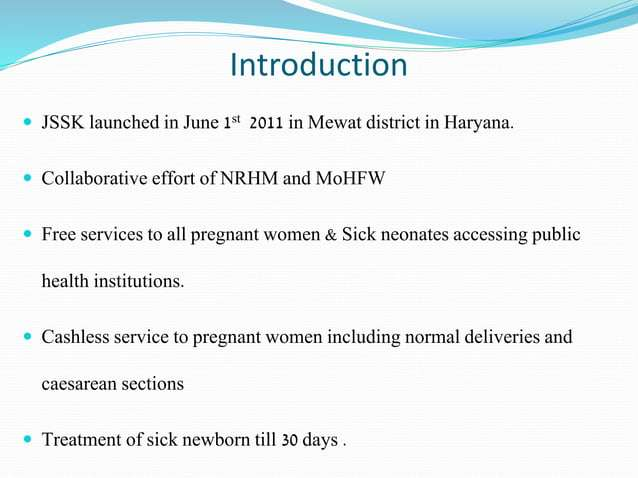 Introduction
JSSK launched in June 1st 2011 in Mewat district in Haryana.
Collaborative effort of NRHM and MoHFW
Free services to all pregnant women & Sick neonates accessing public
health institutions.
Cashless service to pregnant women including normal deliveries and
caesarean sections
Treatment of sick newborn till 30 days .